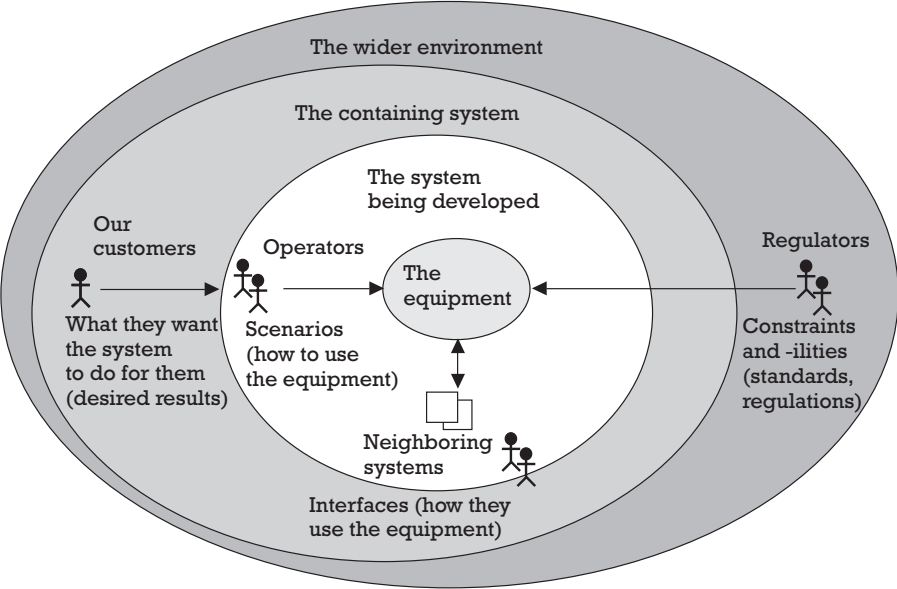 The wider environment
The containing system
The system
being developed
Our
customers
What they want
the system
to do for them
(desired results)
Operators
Scenarios
(how to use
the equipment)
The
equipment
Regulators
Constraints
and -ilities
(standards,
regulations)
Neighboring
systems
Interfaces (how they
use the equipment)